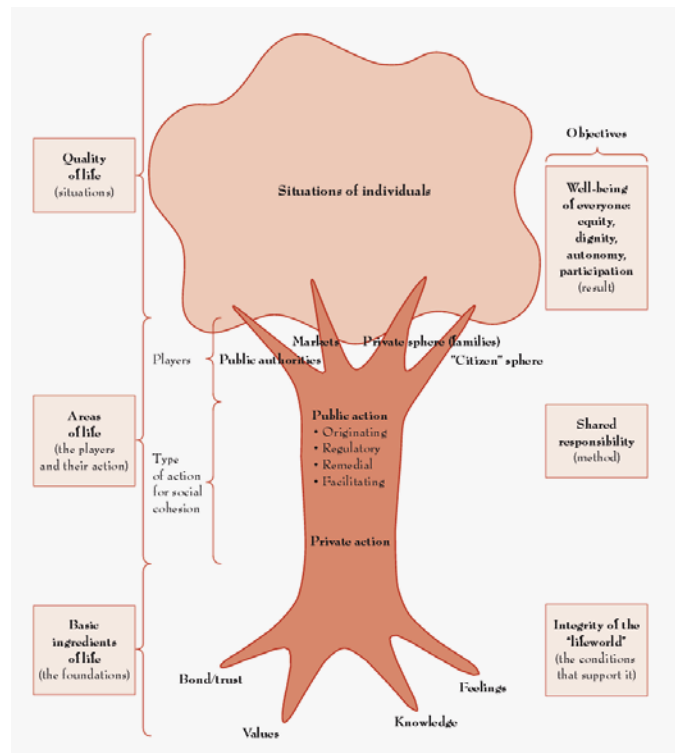 Objectives
Quality
of life
(situations)
Situations of individuals
Well-being
of everyone:
equity,
dignity,
autonomy,
participation
(result)
Players
Markets
Private sphere (families)
Public authorities
"Citizen" sphere
Areas
of life
(the players
and their action)
Type
of action
for social
cohesion
Public action
• Originating
• Regulatory
• Remedial
• Facilitating
Private action
Shared
responsibility
(method)
Basic
ingredients
of life
(the foundations)
Bond/trust
Values
Knowledge
Feelings
Integrity of the
"lifeworld"
(the conditions
that support it)